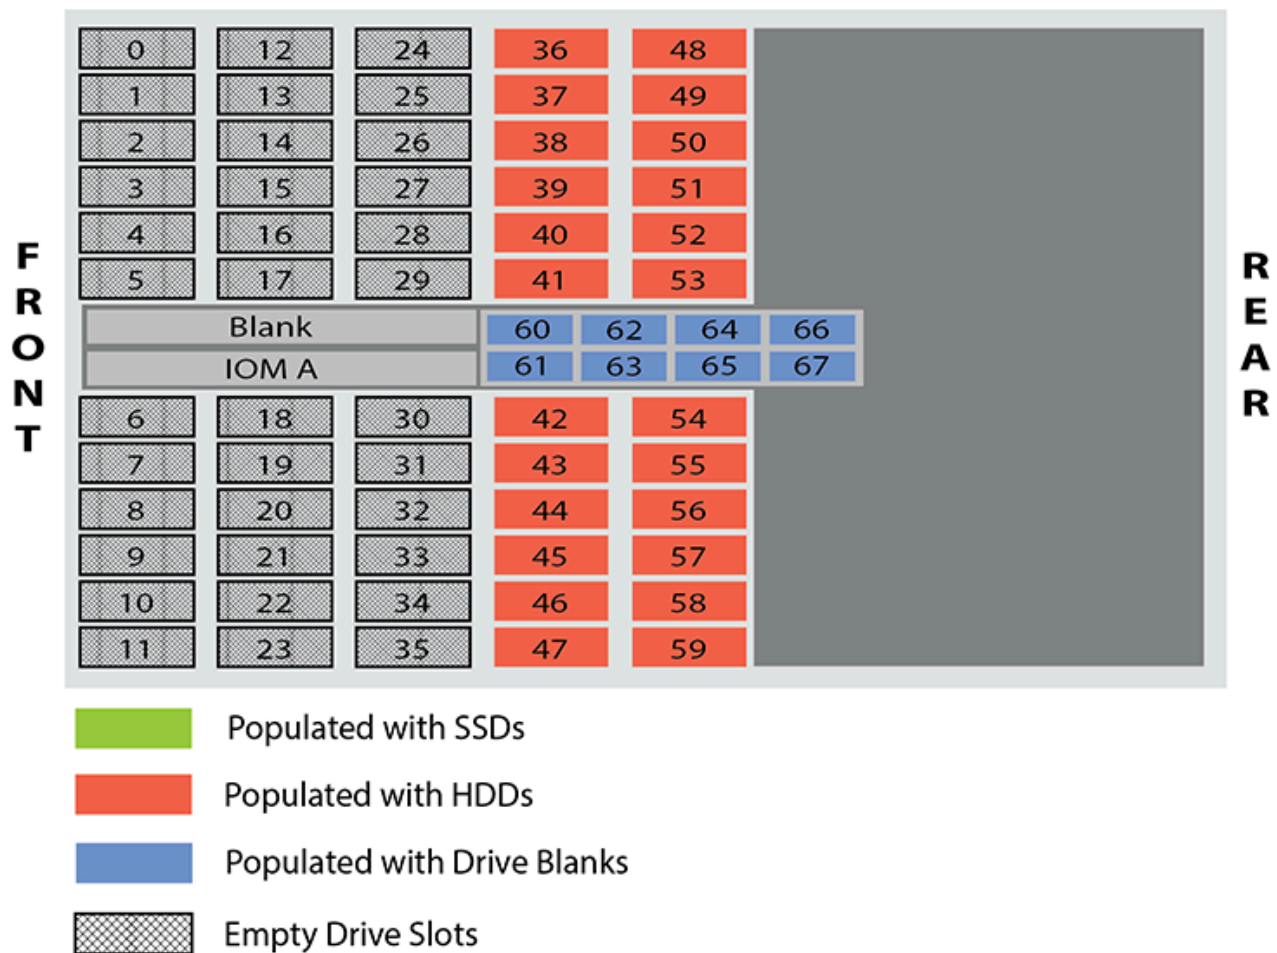 0 12 24 36 48
1 13 25 37 49
2 14 26 38 50
3 15 27 39 51
4 16 28 40 52
5 17 29 41 53
FRONT
REAR
Blank 60 62 64 66
IOM A 61 63 65 67
6 18 30 42 54
7 19 31 43 55
8 20 32 44 56
9 21 33 45 57
10 22 34 46 58
11 23 35 47 59
Populated with SSDs
Populated with HDDs
Populated with Drive Blanks
Empty Drive Slots